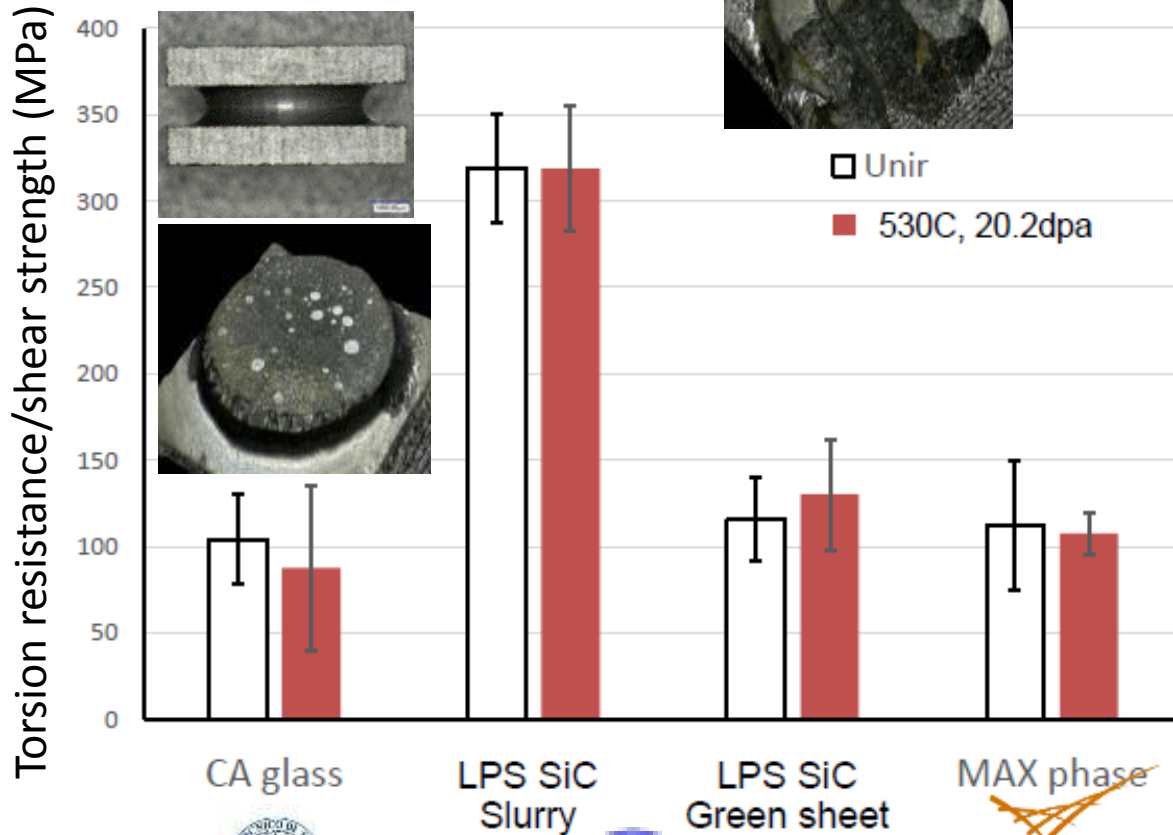 Torsion resistance/shear strength (MPa)
400
350
300
250
200
150
100
50
0
Unir
530C, 20.2dpa
CA glass
LPS SiC
Slurry
LPS SiC
Green sheet
MAX phase